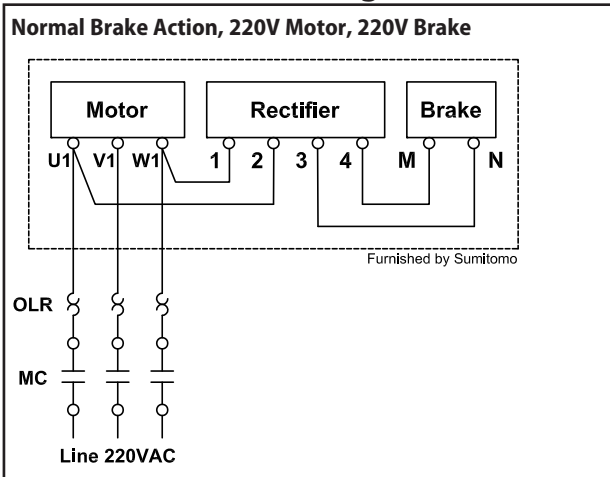 Normal Brake Action, 220V Motor, 220V Brake
Motor Rectifier Brake
U1 V1 W1 1 2 3 4 M N
Furnished by Sumitomo
OLR
MC
Line 220VAC